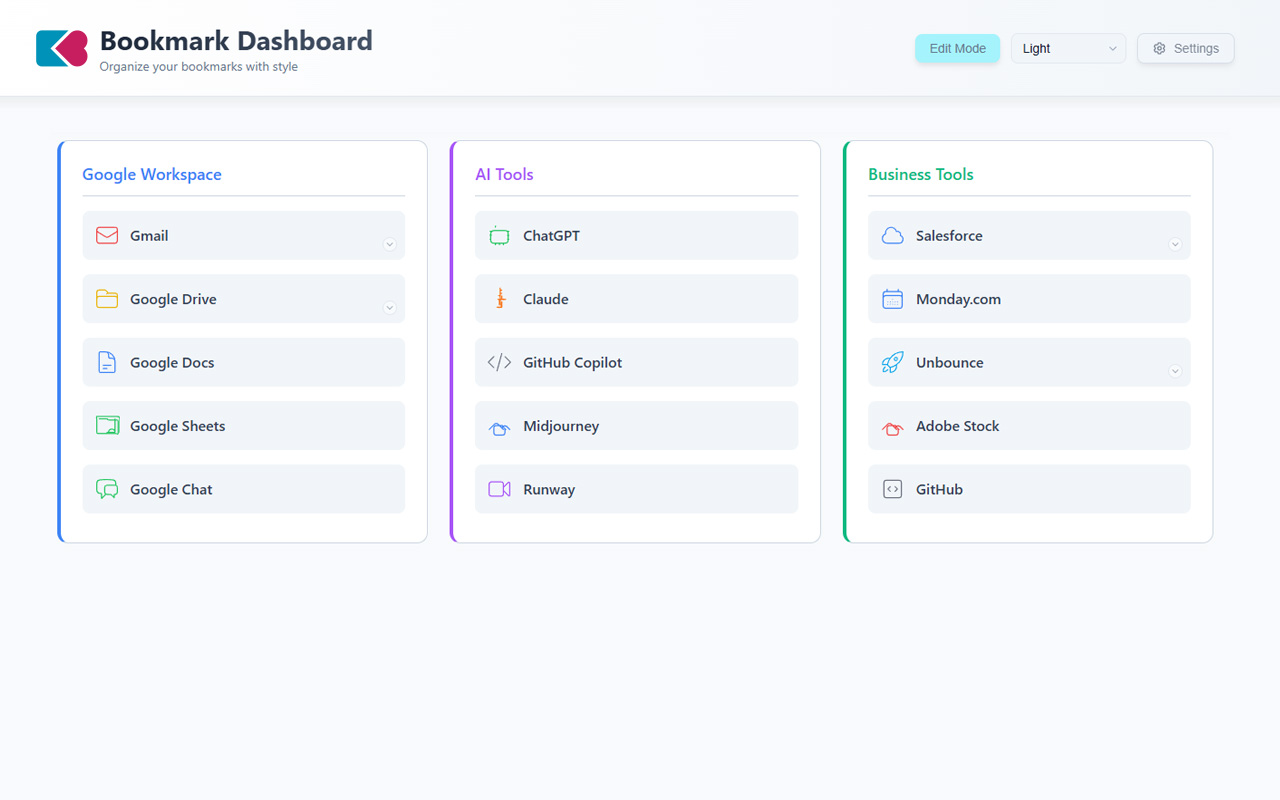 Bookmark Dashboard
Organize your bookmarks with style
Edit Mode
Light
Settings
Google Workspace
Gmail
Google Drive
Google Docs
Google Sheets
Google Chat
AI Tools
ChatGPT
Claude
GitHub Copilot
Midjourney
Runway
Business Tools
Salesforce
Monday.com
Unbounce
Adobe Stock
GitHub